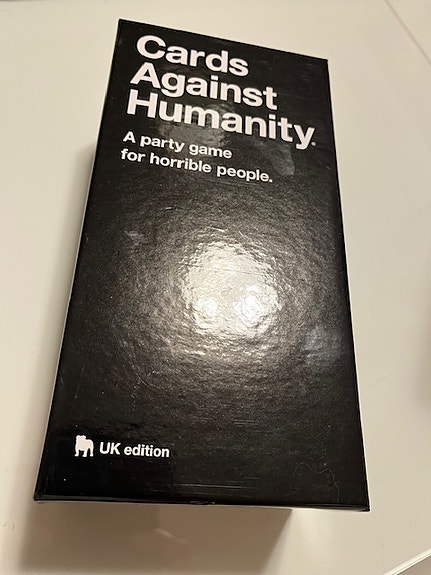 Cards
Against
Humanity®
A party game
for horrible people.
UK edition